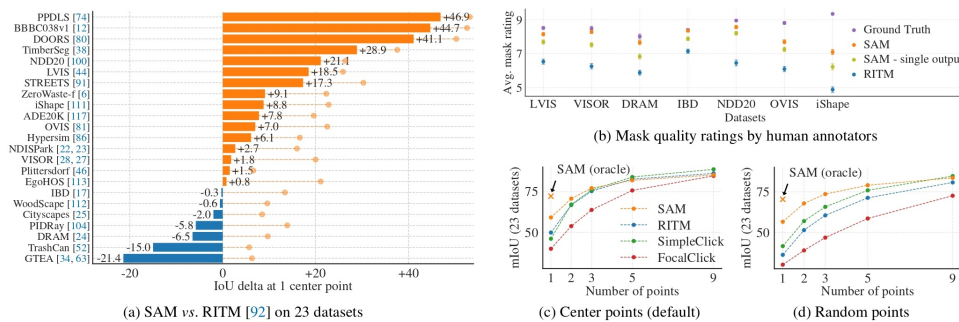 PPDLS [74]
+46.9
BBBC038v1 [12]
+44.7
DOORS [80]
+41.1
TimberSeg [38]
+28.9
NDD20 [100]
+21.1
LVIS [44]
+18.5
STREETS [91]
+17.3
ZeroWaste-f [6]
+9.1
iShape [111]
+8.8
ADE20K [117]
+7.8
OVIS [81]
+7.0
Hypersim [86]
+6.1
NDISPark [22, 23]
+2.7
VISOR [28, 27]
+1.8
Plittersdorf [46]
+1.5
EgoHOS [113]
+0.8
IBD [17]
-0.3
WoodScape [112]
-0.6
Cityscapes [25]
-2.0
PIDRay [104]
-5.8
DRAM [24]
-6.5
TrashCan [52]
-15.0
GTEA [34, 63]
-21.4
-20 0 +20 +40
IoU delta at 1 center point
(a) SAM vs. RITM [92] on 23 datasets
Avg. mask rating
9
7
5
LVIS VISOR DRAM IBD NDD20 OVIS iShape
Datasets
Ground Truth
SAM
SAM - single output
RITM
(b) Mask quality ratings by human annotators
mIoU (23 datasets)
75
50
SAM (oracle)
SAM
RITM
SimpleClick
FocalClick
1 2 3 5 9
Number of points
(c) Center points (default)
mIoU (23 datasets)
75
50
SAM (oracle)
1 2 3 5 9
Number of points
(d) Random points